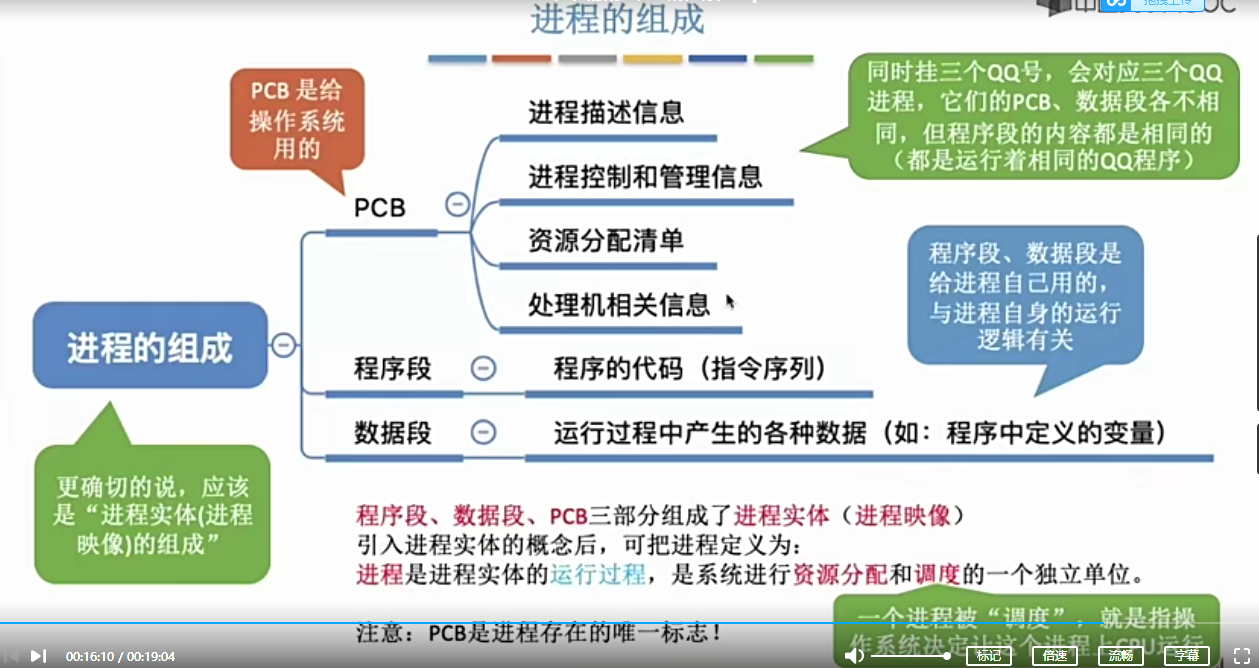 进程的组成
PCB 是给
操作系统
用的
同时挂三个QQ号，会对应三个QQ
进程，它们的PCB、数据段各不相
同，但程序段的内容都是相同的
（都是运行着相同的QQ程序）
进程描述信息
进程控制和管理信息
PCB
资源分配清单
处理机相关信息
程序段、数据段是
给进程自己用的，
与进程自身的运行
逻辑有关
进程的组成
程序段
程序的代码（指令序列）
数据段
运行过程中产生的各种数据（如：程序中定义的变量）
更确切的说，应该
是“进程实体(进程
映像)的组成”
程序段、数据段、PCB三部分组成了进程实体（进程映像）
引入进程实体的概念后，可把进程定义为：
进程是进程实体的运行过程，是系统进行资源分配和调度的一个独立单位。
一个进程被“调度”，就是指操
作系统决定让这个进程上CPU运行
注意：PCB是进程存在的唯一标志！
00:16:10 / 00:19:04
标记
倍速
流畅
字幕